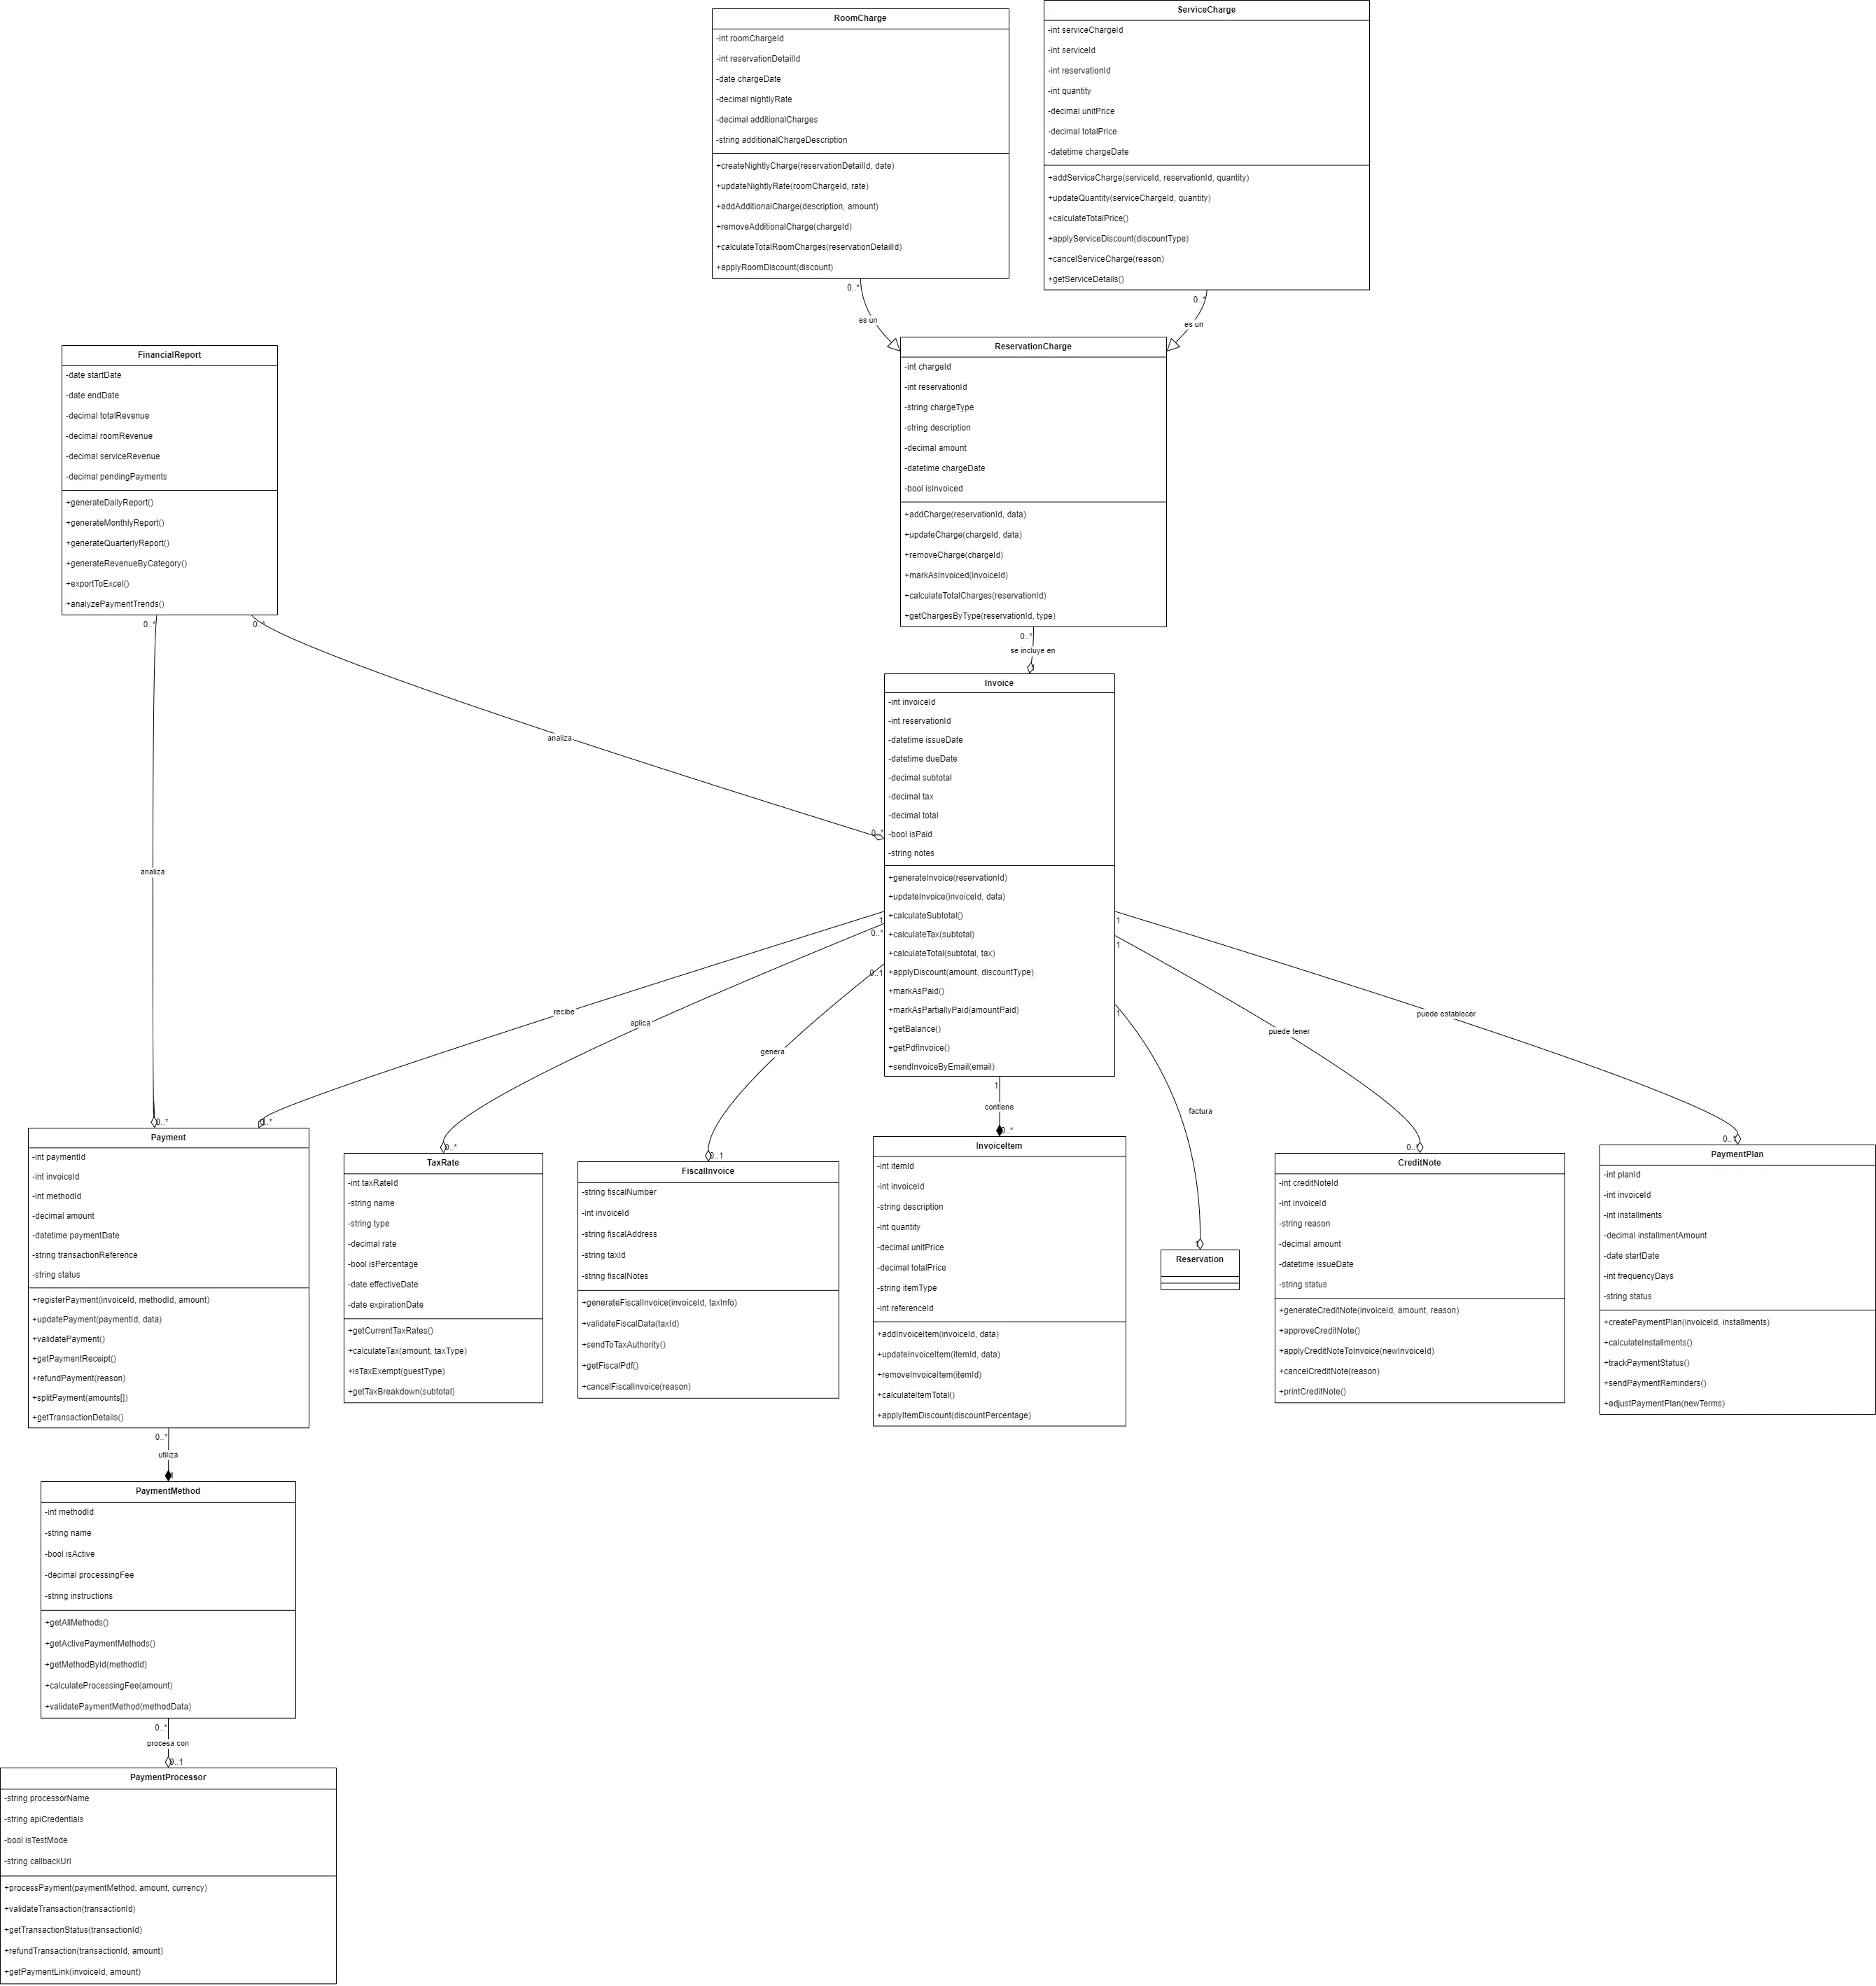 RoomCharge
-int roomChargeId
-int reservationDetailId
-date chargeDate
-decimal nightlyRate
-decimal additionalCharges
-string additionalChargeDescription
+createNightlyCharge(reservationDetailId, date)
+updateNightlyRate(roomChargeId, rate)
+addAdditionalCharge(description, amount)
+removeAdditionalCharge(chargeId)
+calculateTotalRoomCharges(reservationDetailId)
+applyRoomDiscount(discount)
0..*
es un
ServiceCharge
-int serviceChargeId
-int serviceId
-int reservationId
-int quantity
-decimal unitPrice
-decimal totalPrice
-datetime chargeDate
+addServiceCharge(serviceId, reservationId, quantity)
+updateQuantity(serviceChargeId, quantity)
+calculateTotalPrice()
+applyServiceDiscount(discountType)
+cancelServiceCharge(reason)
+getServiceDetails()
0..*
es un
FinancialReport
-date startDate
-date endDate
-decimal totalRevenue
-decimal roomRevenue
-decimal serviceRevenue
-decimal pendingPayments
+generateDailyReport()
+generateMonthlyReport()
+generateQuarterlyReport()
+generateRevenueByCategory()
+exportToExcel()
+analyzePaymentTrends()
0..*
0..*
analiza
analiza
ReservationCharge
-int chargeId
-int reservationId
-string chargeType
-string description
-decimal amount
-datetime chargeDate
-bool isInvoiced
+addCharge(reservationId, data)
+updateCharge(chargeId, data)
+removeCharge(chargeId)
+markAsInvoiced(invoiceId)
+calculateTotalCharges(reservationId)
+getChargesByType(reservationId, type)
0..*
se incluye en
1
Invoice
-int invoiceId
-int reservationId
-datetime issueDate
-datetime dueDate
-decimal subtotal
-decimal tax
-decimal total
0..*
-bool isPaid
-string notes
+generateInvoice(reservationId)
+updateInvoice(invoiceId, data)
+calculateSubtotal()
+calculateTax(subtotal)
+calculateTotal(subtotal, tax)
+applyDiscount(amount, discountType)
+markAsPaid()
+markAsPartiallyPaid(amountPaid)
+getBalance()
+getPdfInvoice()
+sendInvoiceByEmail(email)
1
0..*
0..1
1
1
1
1
recibe
aplica
genera
contiene
factura
puede tener
puede establecer
0..*
0..*
Payment
-int paymentId
-int invoiceId
-int methodId
-decimal amount
-datetime paymentDate
-string transactionReference
-string status
+registerPayment(invoiceId, methodId, amount)
+updatePayment(paymentId, data)
+validatePayment()
+getPaymentReceipt()
+refundPayment(reason)
+splitPayment(amounts[])
+getTransactionDetails()
0..*
utiliza
1
0..*
TaxRate
-int taxRateId
-string name
-string type
-decimal rate
-bool isPercentage
-date effectiveDate
-date expirationDate
+getCurrentTaxRates()
+calculateTax(amount, taxType)
+isTaxExempt(guestType)
+getTaxBreakdown(subtotal)
0..1
FiscalInvoice
-string fiscalNumber
-int invoiceId
-string fiscalAddress
-string taxId
-string fiscalNotes
+generateFiscalInvoice(invoiceId, taxInfo)
+validateFiscalData(taxId)
+sendToTaxAuthority()
+getFiscalPdf()
+cancelFiscalInvoice(reason)
0..*
InvoiceItem
-int itemId
-int invoiceId
-string description
-int quantity
-decimal unitPrice
-decimal totalPrice
-string itemType
-int referenceId
+addInvoiceItem(invoiceId, data)
+updateInvoiceItem(itemId, data)
+removeInvoiceItem(itemId)
+calculateItemTotal()
+applyItemDiscount(discountPercentage)
1
Reservation
0..*
CreditNote
-int creditNoteId
-int invoiceId
-string reason
-decimal amount
-datetime issueDate
-string status
+generateCreditNote(invoiceId, amount, reason)
+approveCreditNote()
+applyCreditNoteToInvoice(newInvoiceId)
+cancelCreditNote(reason)
+printCreditNote()
0..1
PaymentPlan
-int planId
-int invoiceId
-int installments
-decimal installmentAmount
-date startDate
-int frequencyDays
-string status
+createPaymentPlan(invoiceId, installments)
+calculateInstallments()
+trackPaymentStatus()
+sendPaymentReminders()
+adjustPaymentPlan(newTerms)
PaymentMethod
-int methodId
-string name
-bool isActive
-decimal processingFee
-string instructions
+getAllMethods()
+getActivePaymentMethods()
+getMethodById(methodId)
+calculateProcessingFee(amount)
+validatePaymentMethod(methodData)
0..*
procesa con
0..1
PaymentProcessor
-string processorName
-string apiCredentials
-bool isTestMode
-string callbackUrl
+processPayment(paymentMethod, amount, currency)
+validateTransaction(transactionId)
+getTransactionStatus(transactionId)
+refundTransaction(transactionId, amount)
+getPaymentLink(invoiceId, amount)